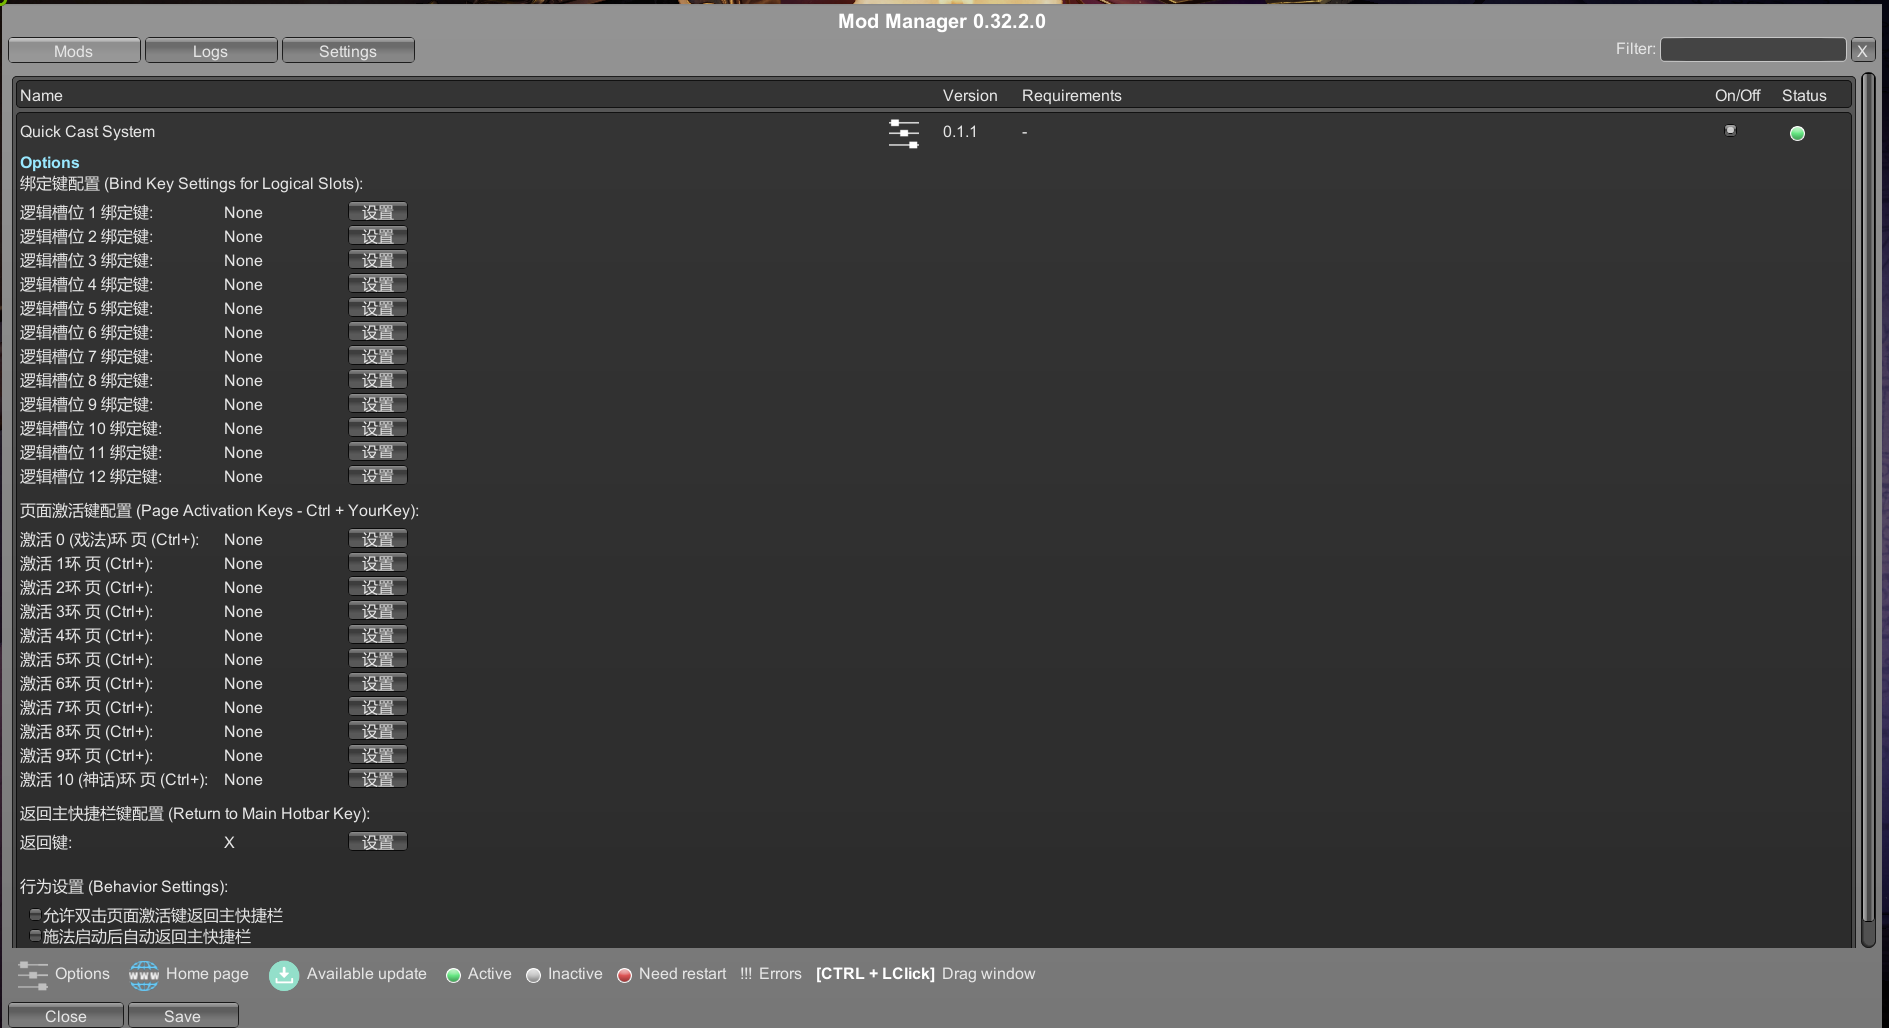 Mod Manager 0.32.2.0
Mods Logs Settings Filter: X
Name Version Requirements On/Off Status
Quick Cast System 0.1.1 -
Options
绑定键配置 (Bind Key Settings for Logical Slots):
逻辑槽位 1 绑定键: None 设置
逻辑槽位 2 绑定键: None 设置
逻辑槽位 3 绑定键: None 设置
逻辑槽位 4 绑定键: None 设置
逻辑槽位 5 绑定键: None 设置
逻辑槽位 6 绑定键: None 设置
逻辑槽位 7 绑定键: None 设置
逻辑槽位 8 绑定键: None 设置
逻辑槽位 9 绑定键: None 设置
逻辑槽位 10 绑定键: None 设置
逻辑槽位 11 绑定键: None 设置
逻辑槽位 12 绑定键: None 设置
页面激活键配置 (Page Activation Keys - Ctrl + YourKey):
激活 0 (戏法)环 页 (Ctrl+): None 设置
激活 1环 页 (Ctrl+): None 设置
激活 2环 页 (Ctrl+): None 设置
激活 3环 页 (Ctrl+): None 设置
激活 4环 页 (Ctrl+): None 设置
激活 5环 页 (Ctrl+): None 设置
激活 6环 页 (Ctrl+): None 设置
激活 7环 页 (Ctrl+): None 设置
激活 8环 页 (Ctrl+): None 设置
激活 9环 页 (Ctrl+): None 设置
激活 10 (神话)环 页 (Ctrl+): None 设置
返回主快捷栏键配置 (Return to Main Hotbar Key):
返回键: X 设置
行为设置 (Behavior Settings):
允许双击页面激活键返回主快捷栏
施法启动后自动返回主快捷栏
Options www Home page Available update Active Inactive Need restart !!! Errors [CTRL + LClick] Drag window
Close Save